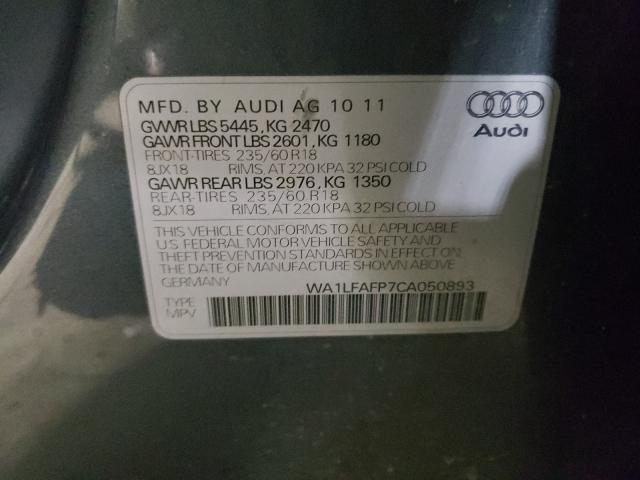 MFD. BY AUDI AG 10 11
GVWR LBS 5445, KG 2470
GAWR FRONT LBS 2601, KG 1180
FRONT-TIRES 235/60 R18
8JX18 RIMS, AT 220 KPA 32 PSI COLD
GAWR REAR LBS 2976, KG 1350
REAR-TIRES 235/60 R18
8JX18 RIMS, AT 220 KPA 32 PSI COLD
Audi
THIS VEHICLE CONFORMS TO ALL APPLICABLE
U.S. FEDERAL MOTOR VEHICLE SAFETY AND
THEFT PREVENTION STANDARDS IN EFFECT ON
THE DATE OF MANUFACTURE SHOWN ABOVE
GERMANY
WA1LFAFP7CA050893
TYPE
MPV